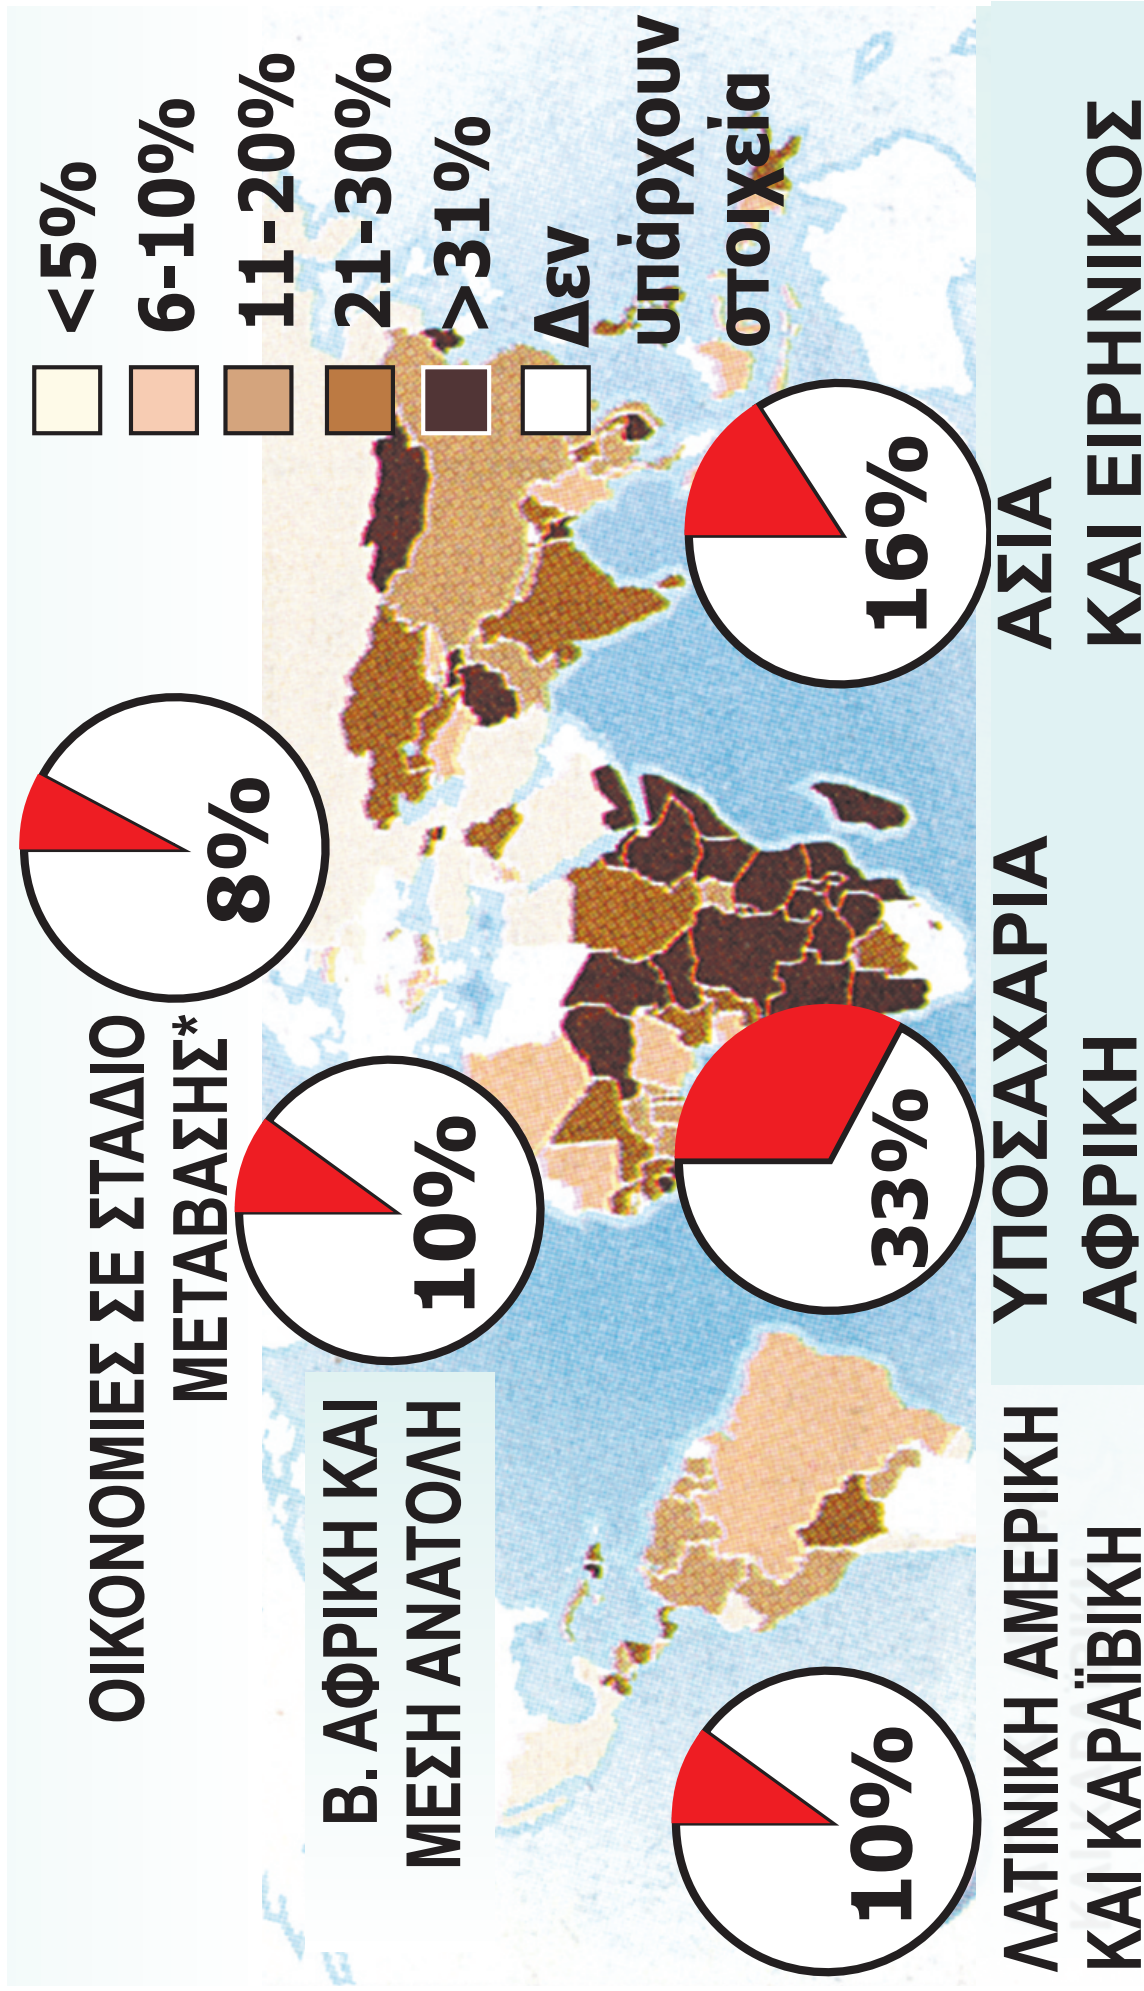 ΟΙΚΟΝΟΜΙΕΣ ΣΕ ΣΤΑΔΙΟ
ΜΕΤΑΒΑΣΗΣ*
8%
<5%
6-10%
11-20%
21-30%
>31%
Δεν
υπάρχουν
στοιχεία
Β. ΑΦΡΙΚΗ ΚΑΙ
ΜΕΣΗ ΑΝΑΤΟΛΗ
10%
10%
ΛΑΤΙΝΙΚΗ ΑΜΕΡΙΚΗ
ΚΑΙ ΚΑΡΑΪΒΙΚΗ
33%
ΥΠΟΣΑΧΑΡΙΑ
ΑΦΡΙΚΗ
16%
ΑΣΙΑ
ΚΑΙ ΕΙΡΗΝΙΚΟΣ